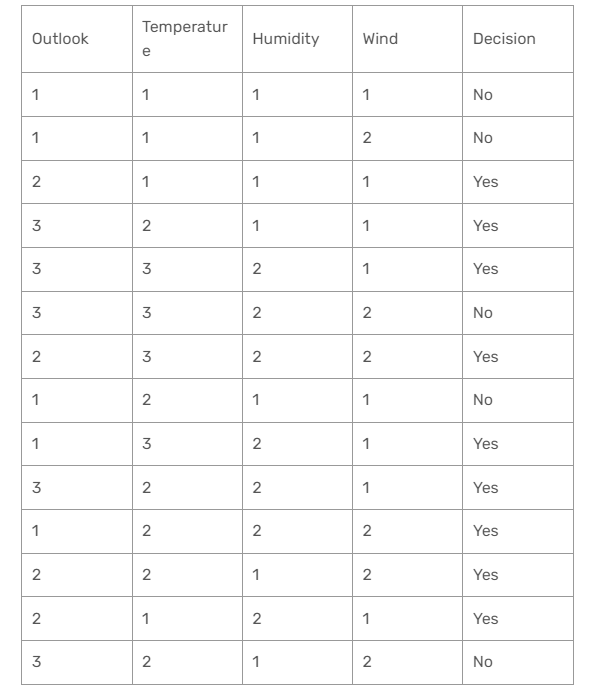 Outlook Temperatur Humidity Wind Decision
e
1 1 1 1 No
1 1 1 2 No
2 1 1 1 Yes
3 2 1 1 Yes
3 3 2 1 Yes
3 3 2 2 No
2 3 2 2 Yes
1 2 1 1 No
1 3 2 1 Yes
3 2 2 1 Yes
1 2 2 2 Yes
2 2 1 2 Yes
2 1 2 1 Yes
3 2 1 2 No